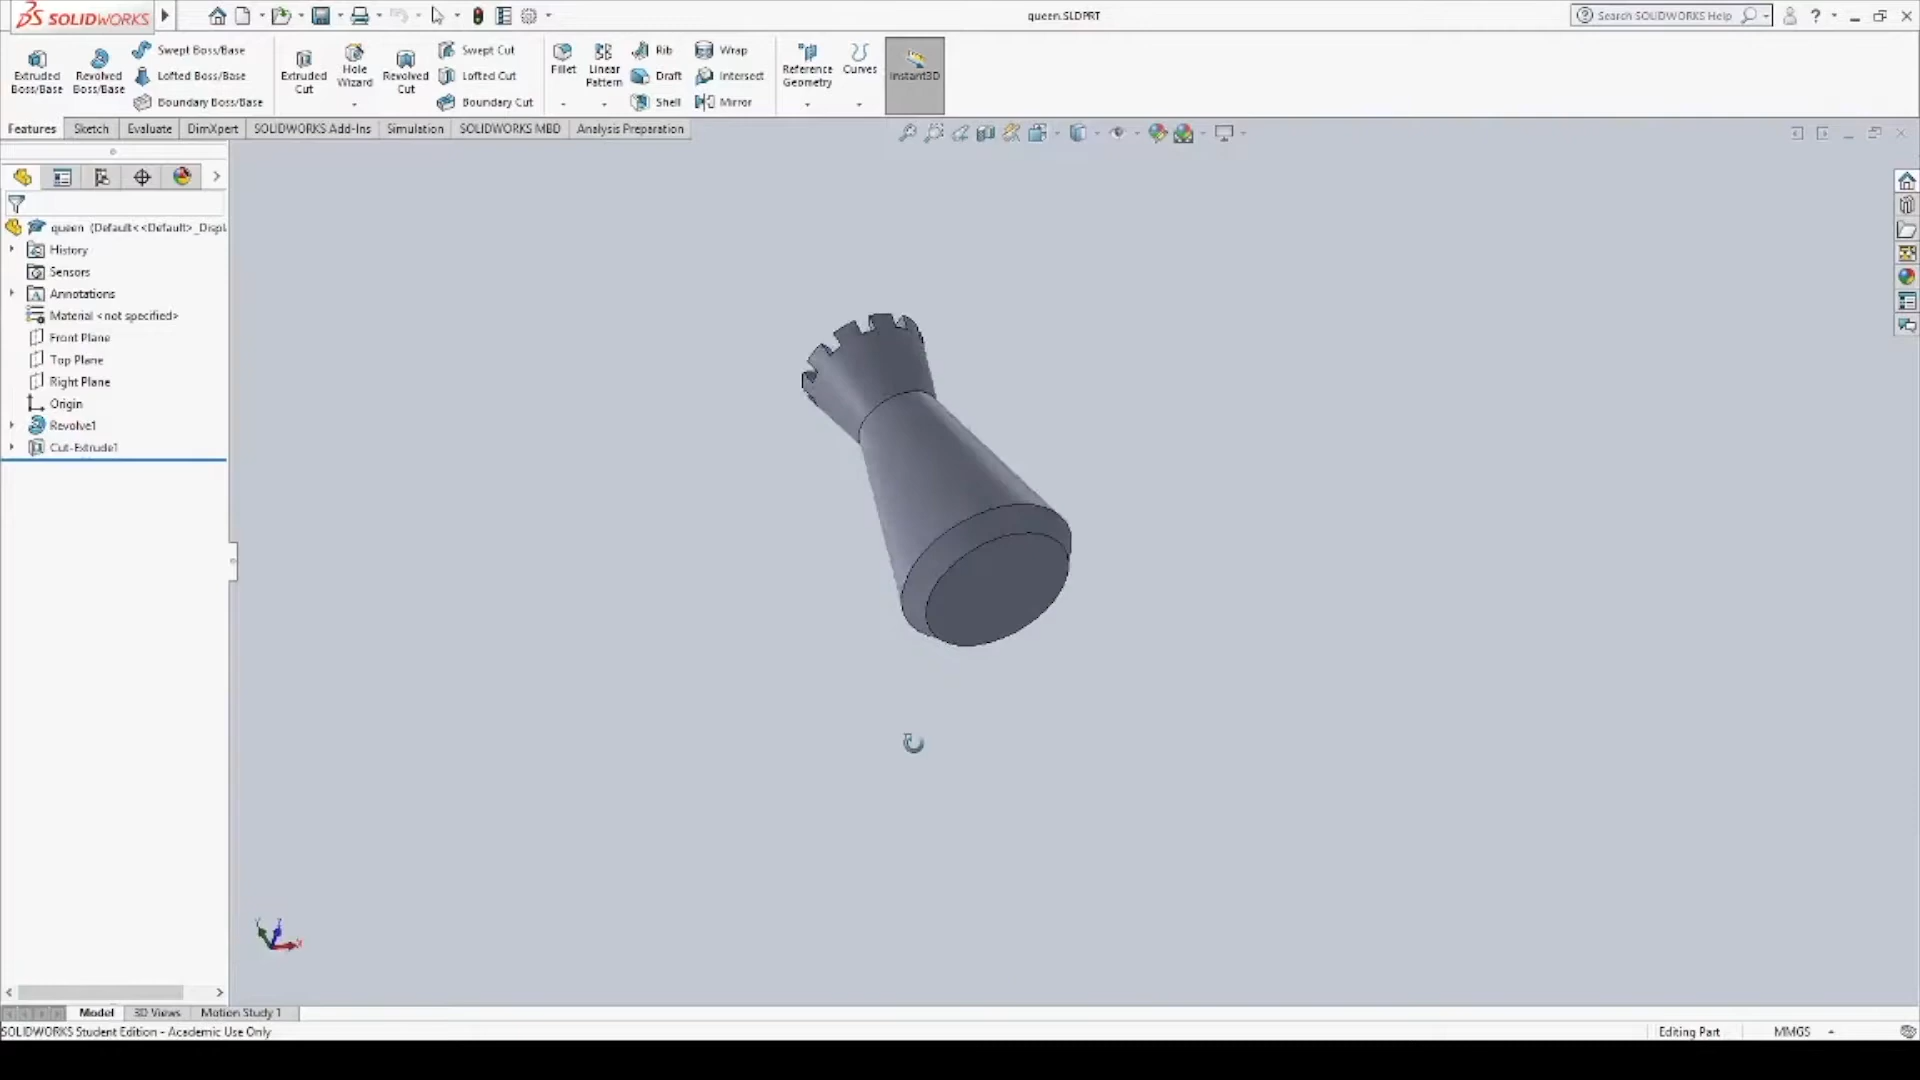 SOLIDWORKS
queen.SLDPRT
Search SOLIDWORKS Help
Extruded Boss/Base
Revolved Boss/Base
Swept Boss/Base
Lofted Boss/Base
Boundary Boss/Base
Extruded Cut
Hole Wizard
Revolved Cut
Swept Cut
Lofted Cut
Boundary Cut
Fillet
Linear Pattern
Rib
Draft
Shell
Wrap
Intersect
Mirror
Reference Geometry
Curves
Instant3D
Features
Sketch
Evaluate
DimXpert
SOLIDWORKS Add-Ins
Simulation
SOLIDWORKS MBD
Analysis Preparation
queen (Default<<Default>_Displ
History
Sensors
Annotations
Material <not specified>
Front Plane
Top Plane
Right Plane
Origin
Revolve1
Cut-Extrude1
Model
3D Views
Motion Study 1
SOLIDWORKS Student Edition - Academic Use Only
Editing Part
MMGS